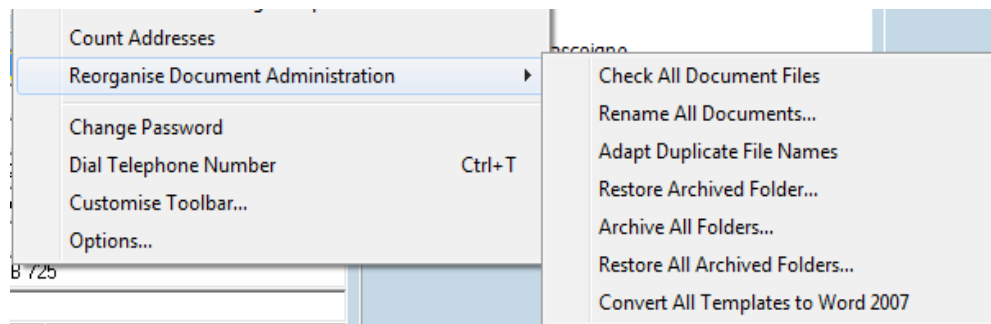 Count Addresses
Reorganise Document Administration
Check All Document Files
Rename All Documents...
Adapt Duplicate File Names
Restore Archived Folder...
Archive All Folders...
Restore All Archived Folders...
Convert All Templates to Word 2007
Change Password
Dial Telephone Number Ctrl+T
Customise Toolbar...
Options...
B 725